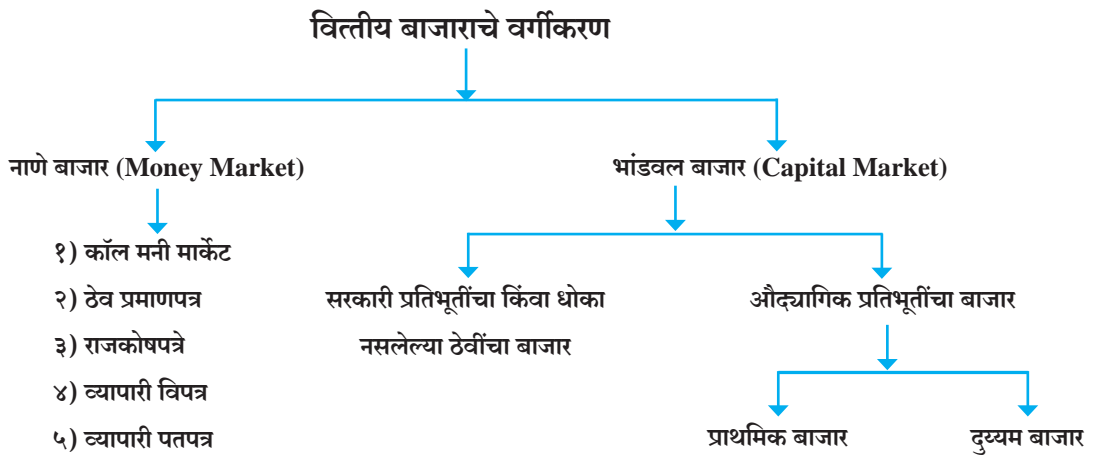 वित्तीय बाजाराचे वर्गीकरण
नाणे बाजार (Money Market)
भांडवल बाजार (Capital Market)
१) कॉल मनी मार्केट
२) ठेव प्रमाणपत्र
३) राजकोषपत्रे
४) व्यापारी विपत्र
५) व्यापारी पतपत्र
सरकारी प्रतिभूतींचा किंवा धोका
नसलेल्या ठेवींचा बाजार
औद्यागिक प्रतिभूतींचा बाजार
प्राथमिक बाजार
दुय्यम बाजार